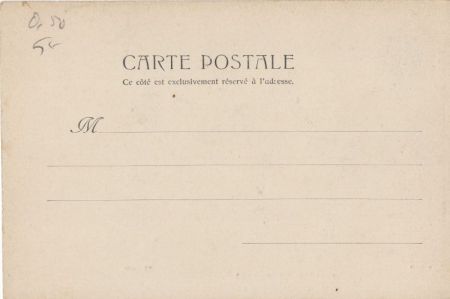 0.50
CARTE POSTALE
Ce côté est exclusivement réservé à l'adresse.
M